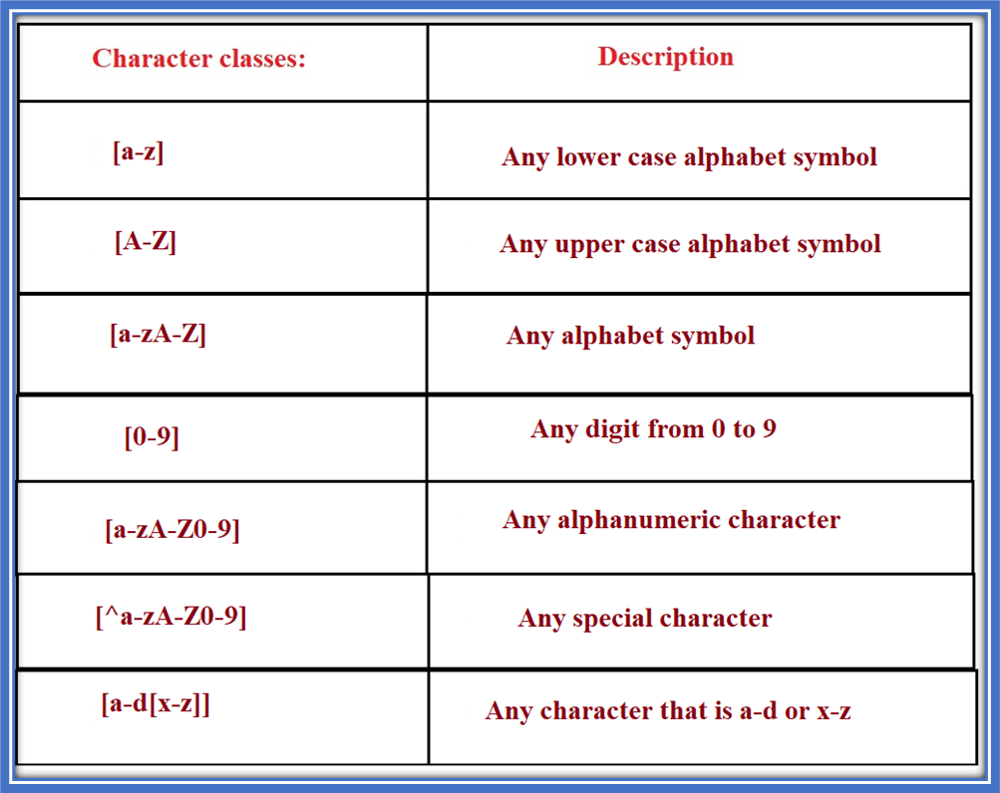 Character classes: Description
[a-z] Any lower case alphabet symbol
[A-Z] Any upper case alphabet symbol
[a-zA-Z] Any alphabet symbol
[0-9] Any digit from 0 to 9
[a-zA-Z0-9] Any alphanumeric character
[^a-zA-Z0-9] Any special character
[a-d[x-z]] Any character that is a-d or x-z